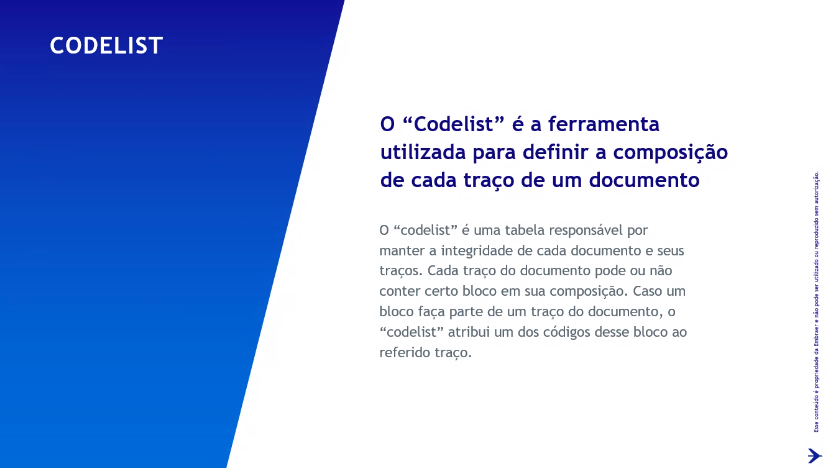 CODELIST
O “Codelist” é a ferramenta
utilizada para definir a composição
de cada traço de um documento
O “codelist” é uma tabela responsável por
manter a integridade de cada documento e seus
traços. Cada traço do documento pode ou não
conter certo bloco em sua composição. Caso um
bloco faça parte de um traço do documento, o
“codelist” atribui um dos códigos desse bloco ao
referido traço.
Esse conteúdo é propriedade da Embraer e não pode ser utilizado ou reproduzido sem autorização.